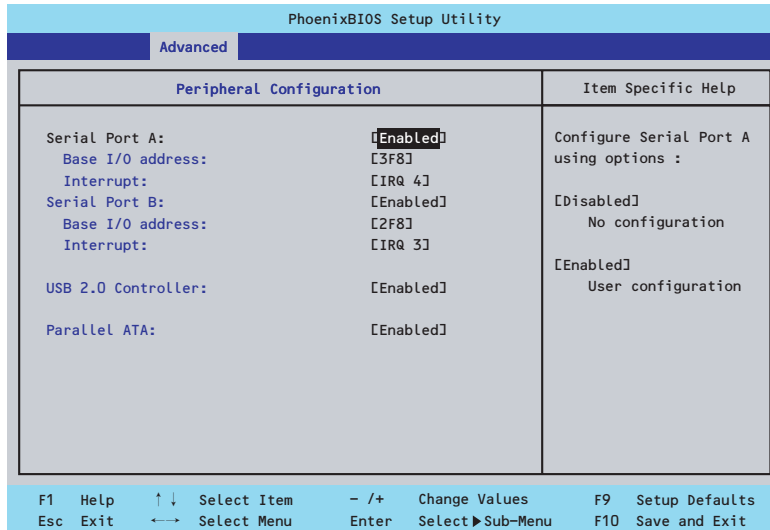 PhoenixBIOS Setup Utility
Advanced
Peripheral Configuration
Item Specific Help
Serial Port A: [Enabled]
Base I/O address: [3F8]
Interrupt: [IRQ 4]
Serial Port B: [Enabled]
Base I/O address: [2F8]
Interrupt: [IRQ 3]
USB 2.0 Controller: [Enabled]
Parallel ATA: [Enabled]
Configure Serial Port A
using options :
[Disabled]
No configuration
[Enabled]
User configuration
F1 Help ↑↓ Select Item - /+ Change Values F9 Setup Defaults
Esc Exit ←→ Select Menu Enter Select▶Sub-Menu F10 Save and Exit